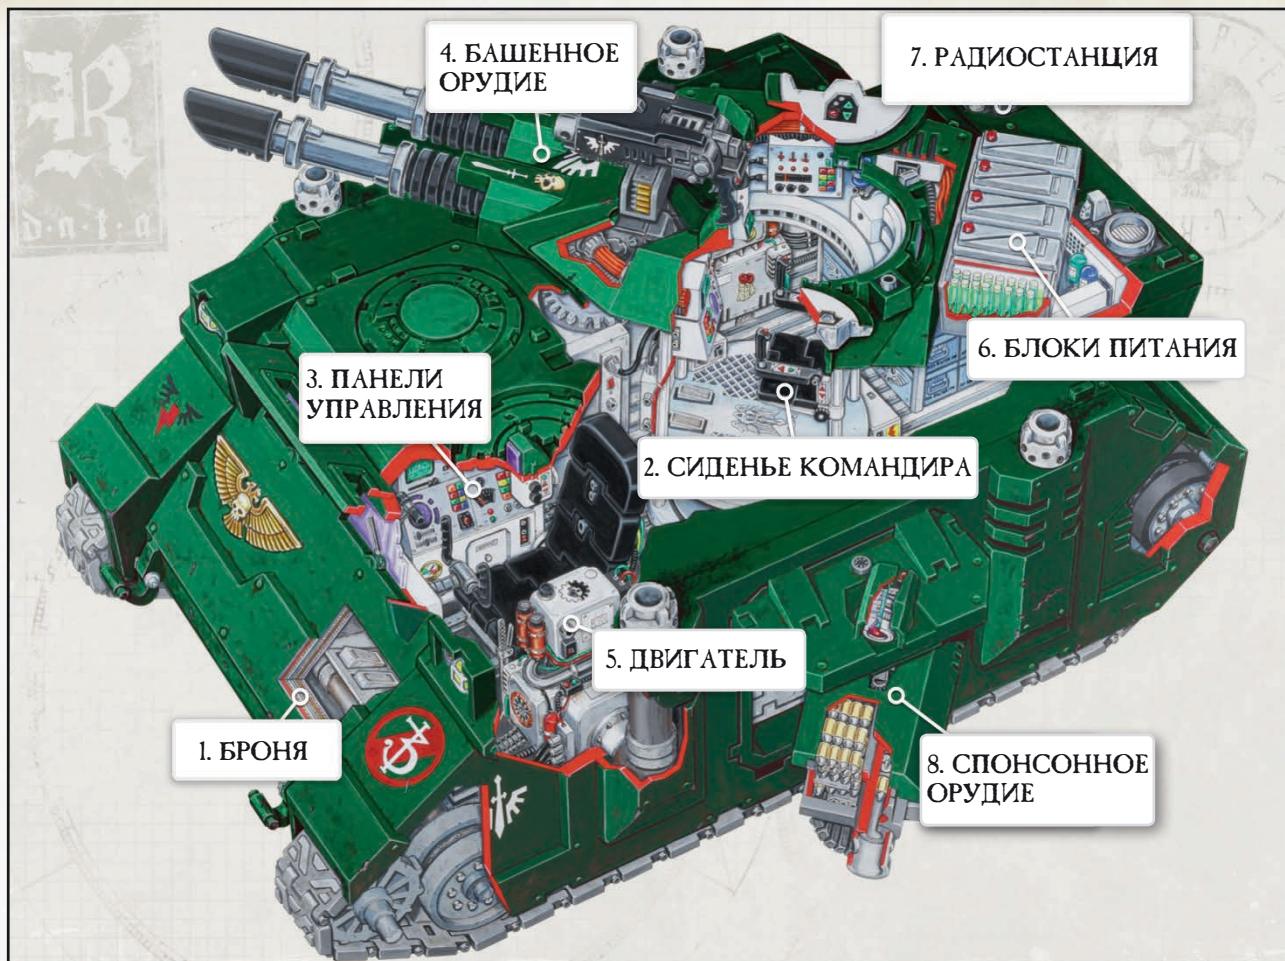 4. БАШЕННОЕ
ОРУДИЕ
7. РАДИОСТАНЦИЯ
R
d·a·t·a
6. БЛОКИ ПИТАНИЯ
3. ПАНЕЛИ
УПРАВЛЕНИЯ
2. СИДЕНЬЕ КОМАНДИРА
5. ДВИГАТЕЛЬ
1. БРОНЯ
8. СПОНСОННОЕ
ОРУДИЕ